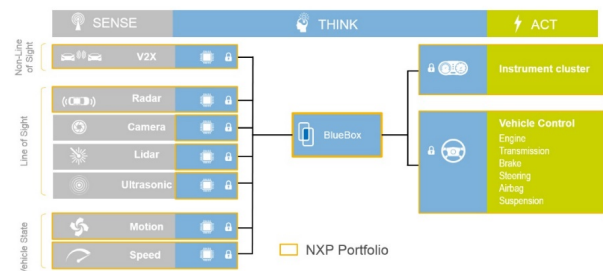 SENSE
THINK
ACT
Non-Line
of Sight
V2X
Line of Sight
Radar
Camera
Lidar
Ultrasonic
Vehicle State
Motion
Speed
BlueBox
Instrument cluster
Vehicle Control
Engine
Transmission
Brake
Steering
Airbag
Suspension
NXP Portfolio